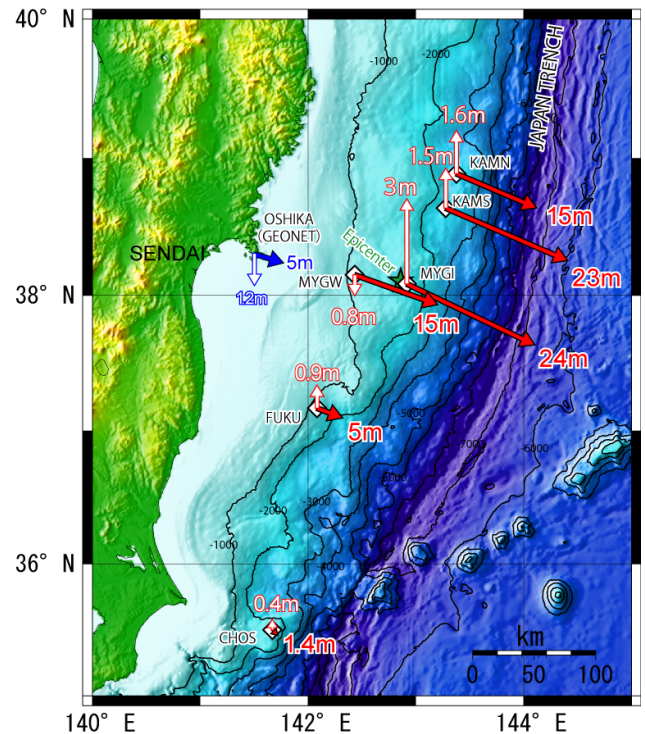 40° N
-1000
-2000
JAPAN TRENCH
1.6m
1.5m
KAMN
3m
KAMS
15m
OSHIKA
(GEONET)
SENDAI
Epicenter
5m
23m
MYGW
MYGI
12m
38° N
0.8m
15m
24m
0.9m
FUKU
5m
-5000
-7000
-6000
-6000
-3000
-2000
-1000
36° N
-4000
0.4m
CHOS
1.4m
km
0 50 100
140° E
142° E
144° E